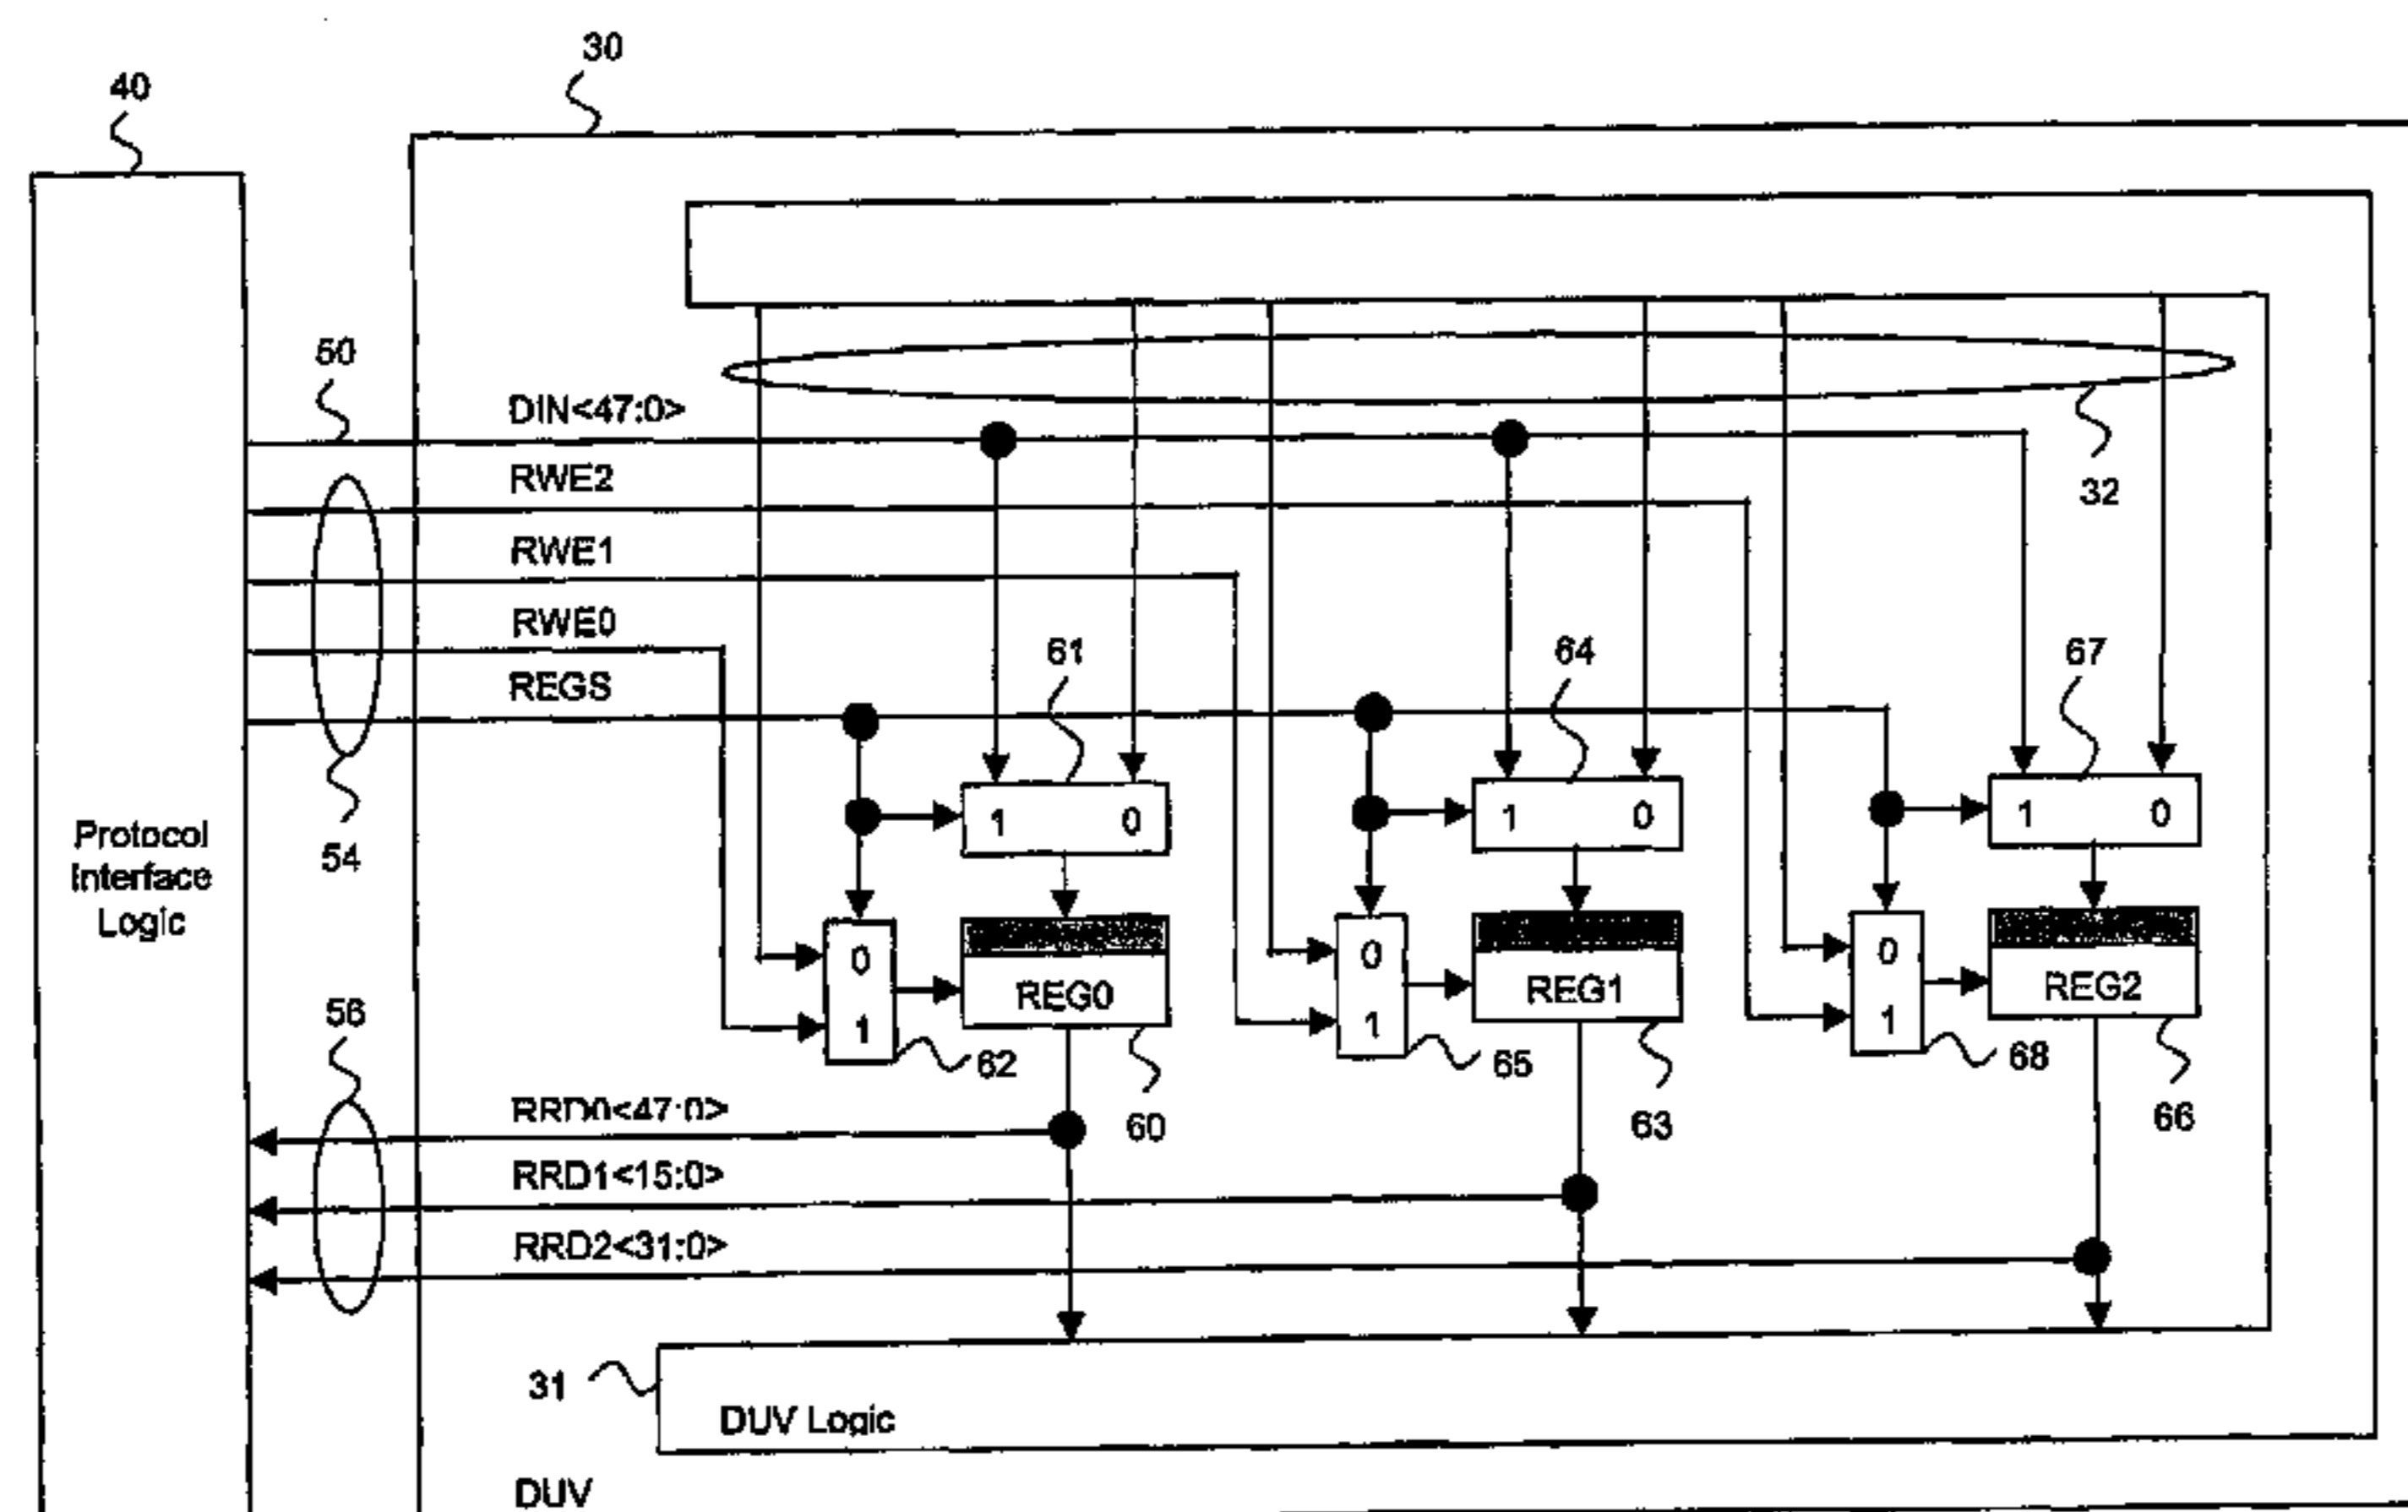 30
40
50
DIN<47:0>
RWE2
32
RWE1
RWE0
61
64
67
REGS
54
1 0
1 0
1 0
Protocol
Interface
Logic
0
1
REG0
0
1
REG1
0
1
REG2
56
62
65
68
RRD0<47:0>
60
63
66
RRD1<15:0>
RRD2<31:0>
31
DUV Logic
DUV